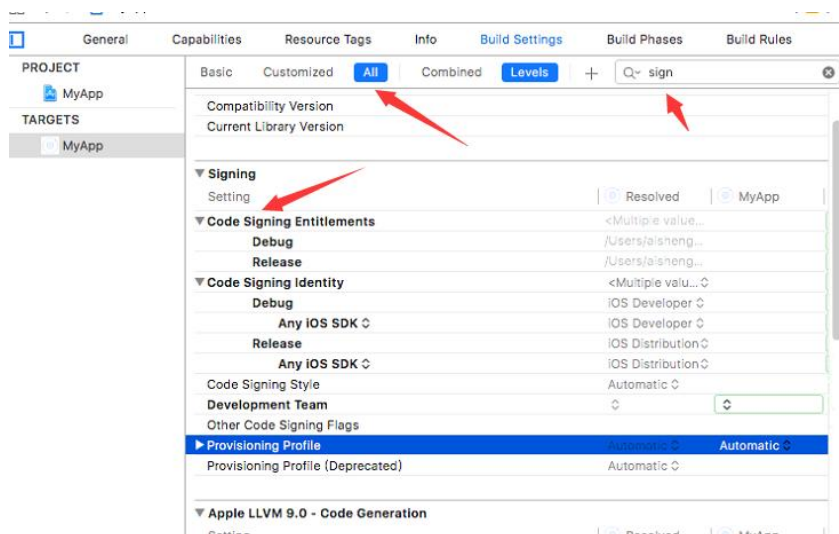 General Capabilities Resource Tags Info Build Settings Build Phases Build Rules
PROJECT
MyApp
TARGETS
MyApp
Basic Customized All Combined Levels + sign
Compatibility Version
Current Library Version
Signing
Setting Resolved MyApp
Code Signing Entitlements <Multiple value...
Debug /Users/aisheng...
Release /Users/aisheng...
Code Signing Identity <Multiple valu...
Debug iOS Developer
Any iOS SDK iOS Developer
Release iOS Distribution
Any iOS SDK iOS Distribution
Code Signing Style Automatic
Development Team
Other Code Signing Flags
Provisioning Profile Automatic Automatic
Provisioning Profile (Deprecated) Automatic
Apple LLVM 9.0 - Code Generation
Setting Resolved MyApp